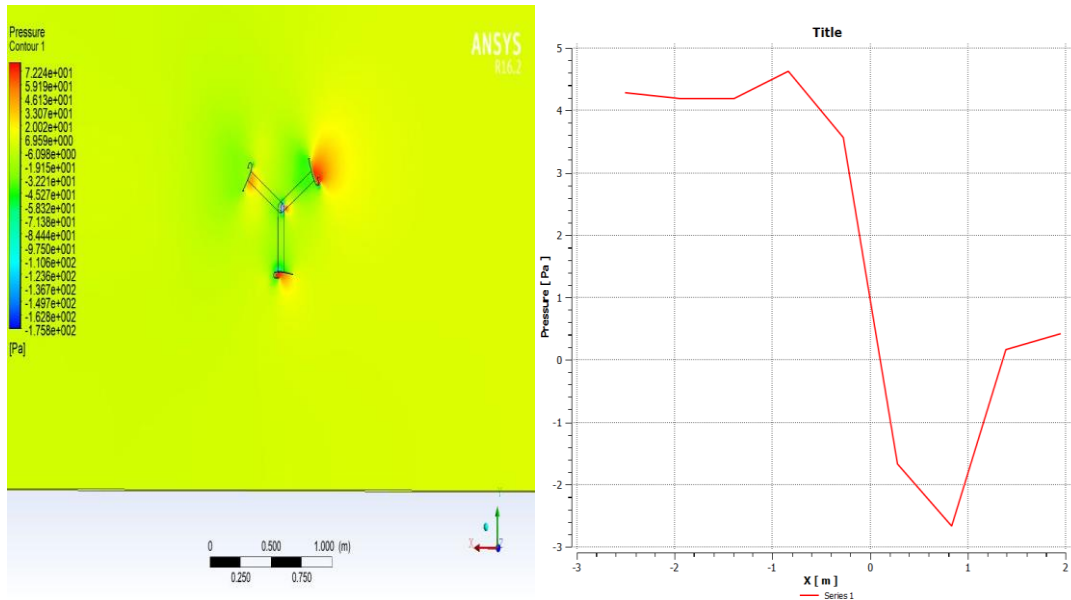 Pressure
Contour 1
7.224e+001
5.919e+001
4.613e+001
3.307e+001
2.002e+001
6.959e+000
-6.098e+000
-1.915e+001
-3.221e+001
-4.527e+001
-5.832e+001
-7.138e+001
-8.444e+001
-9.750e+001
-1.106e+002
-1.236e+002
-1.367e+002
-1.497e+002
-1.628e+002
-1.758e+002
[Pa]
ANSYS
R16.2
Y
X
Z
0 0.500 1.000 (m)
0.250 0.750
Title
Pressure [ Pa ]
5
4
3
2
1
0
-1
-2
-3
-3 -2 -1 0 1 2
X [ m ]
Series 1